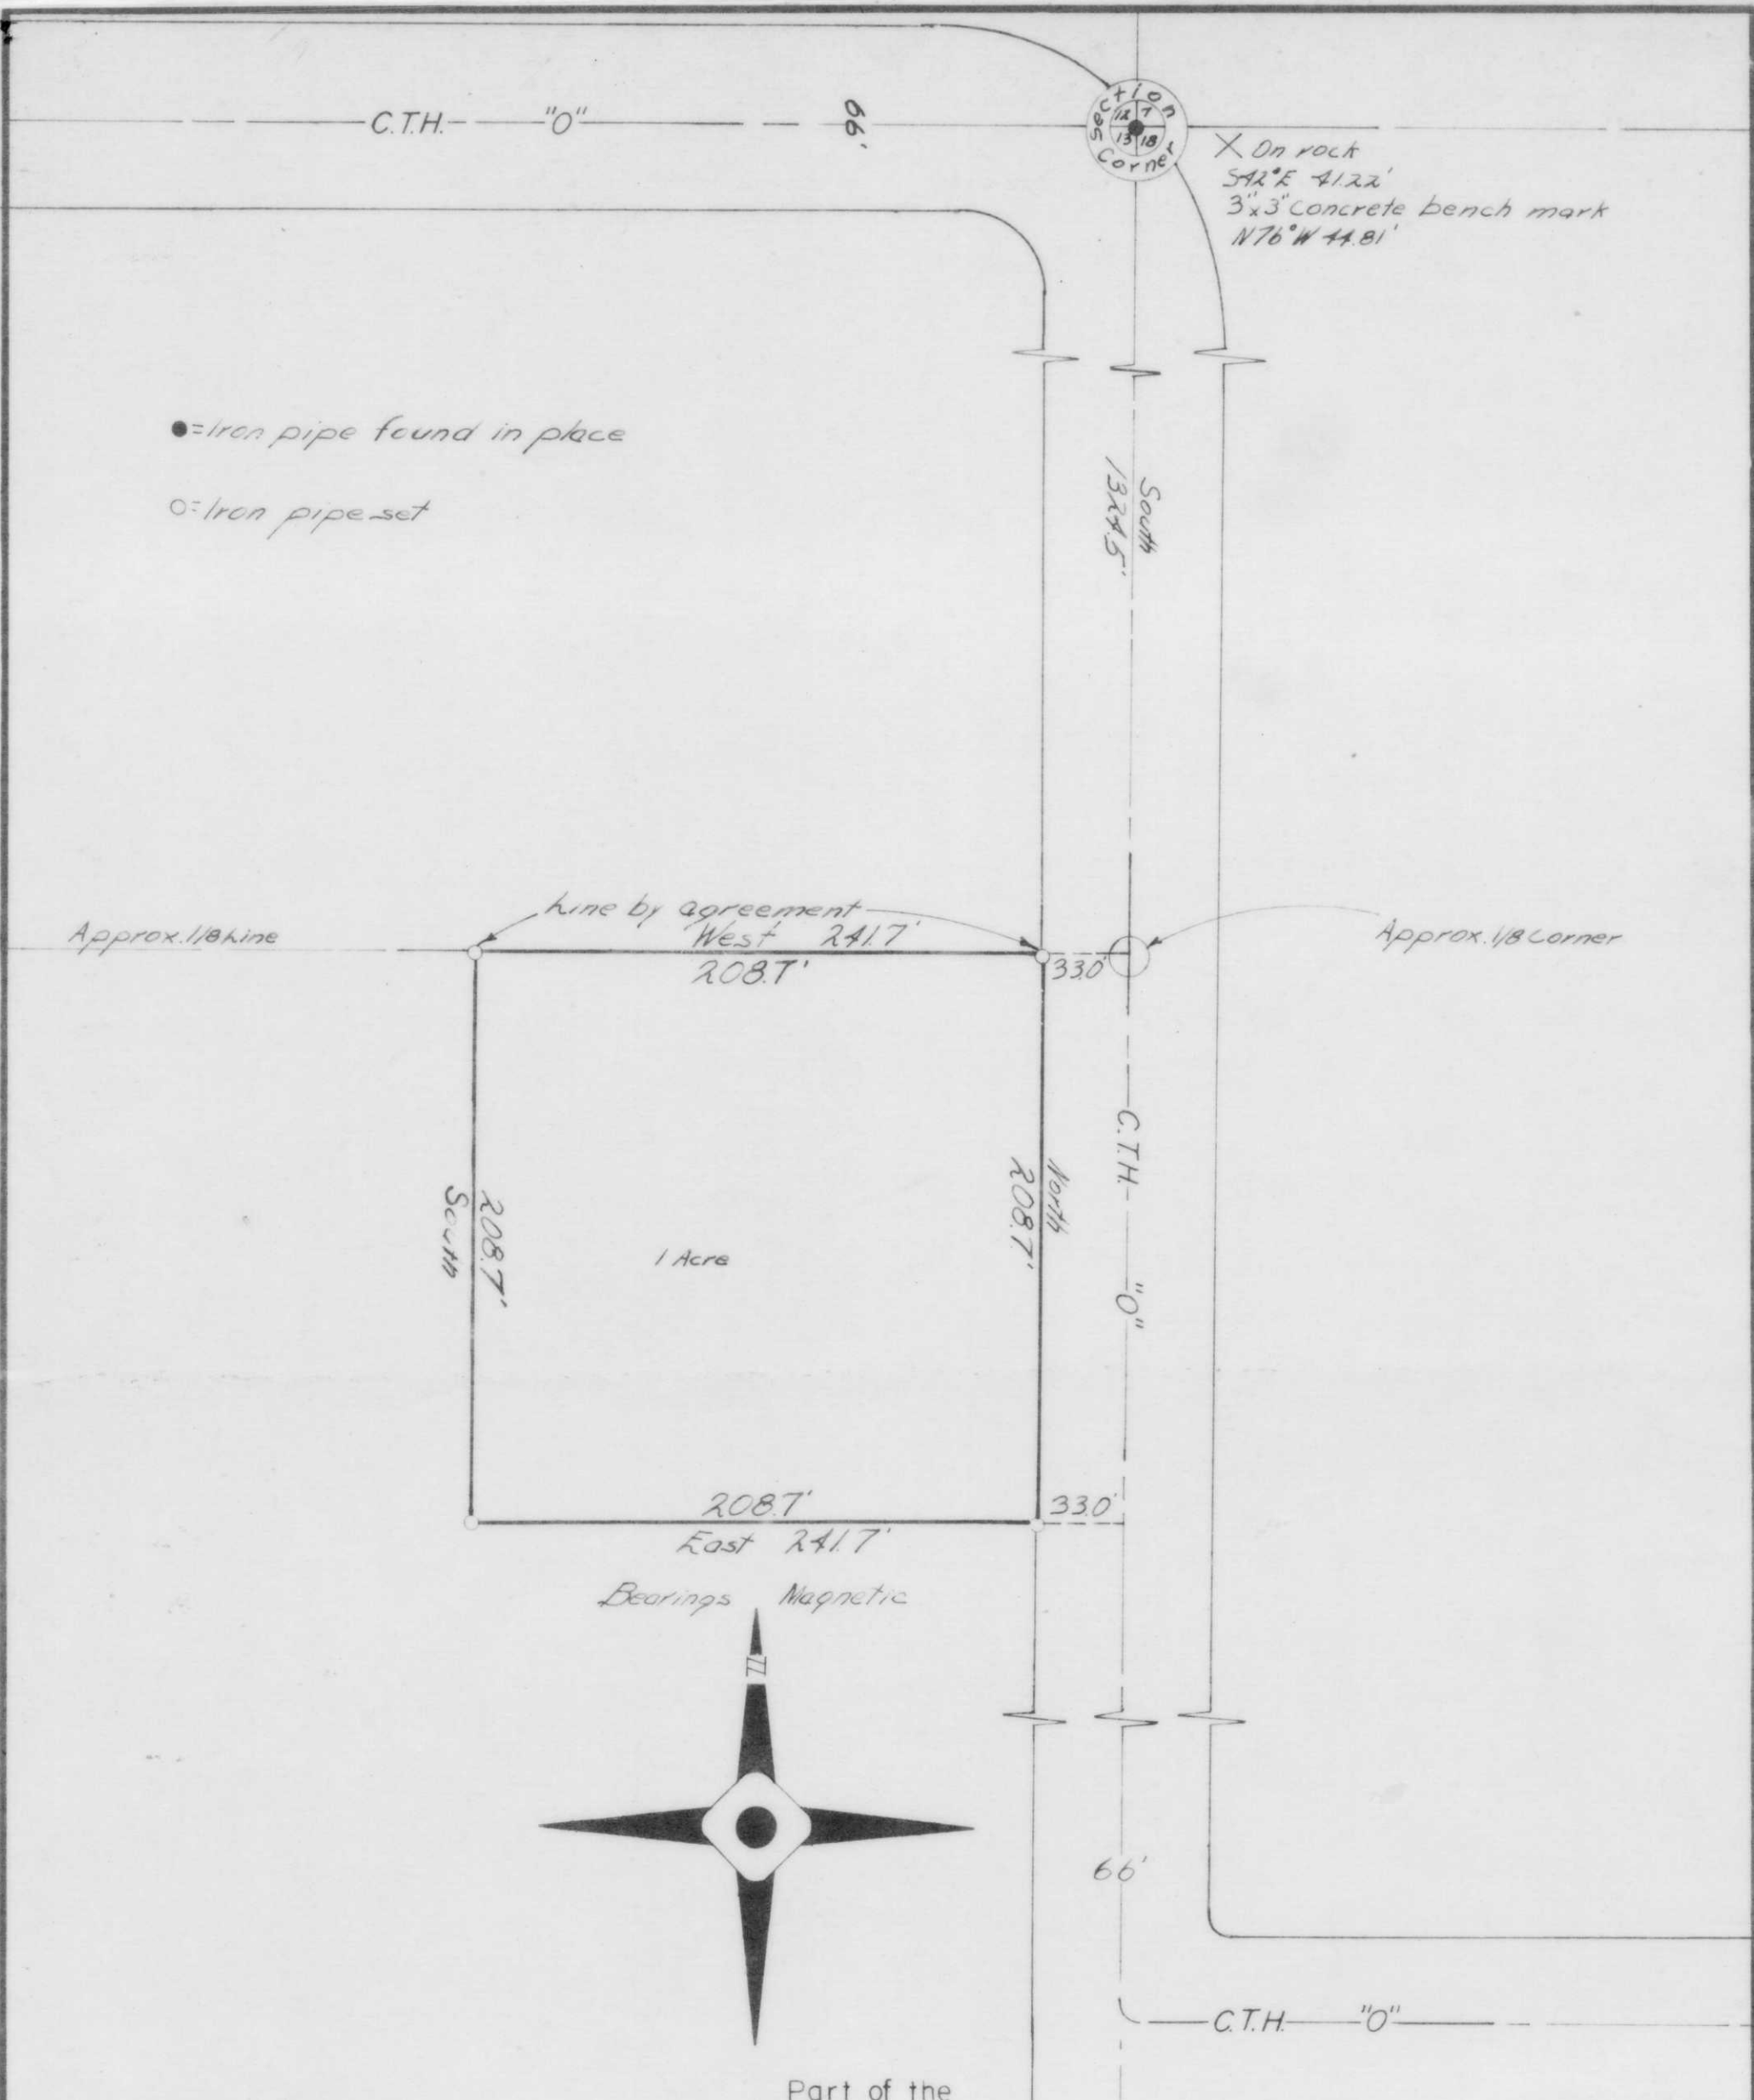 C.T.H. "O"
66'
Section
12 7
13 18
Corner
X On rock
S42°E 41.22'
3"x3" Concrete bench mark
N76°W 44.81'
●=Iron pipe found in place
○=Iron pipe set
South
1324.5'
Line by agreement
Approx. 1/8 Line
West 241.7'
Approx. 1/8 Corner
208.7'
33.0'
C.T.H. "O"
North
208.7'
208.7'
South
1 Acre
208.7'
33.0'
East 241.7'
Bearings Magnetic
N
66'
C.T.H. "O"
Part of the